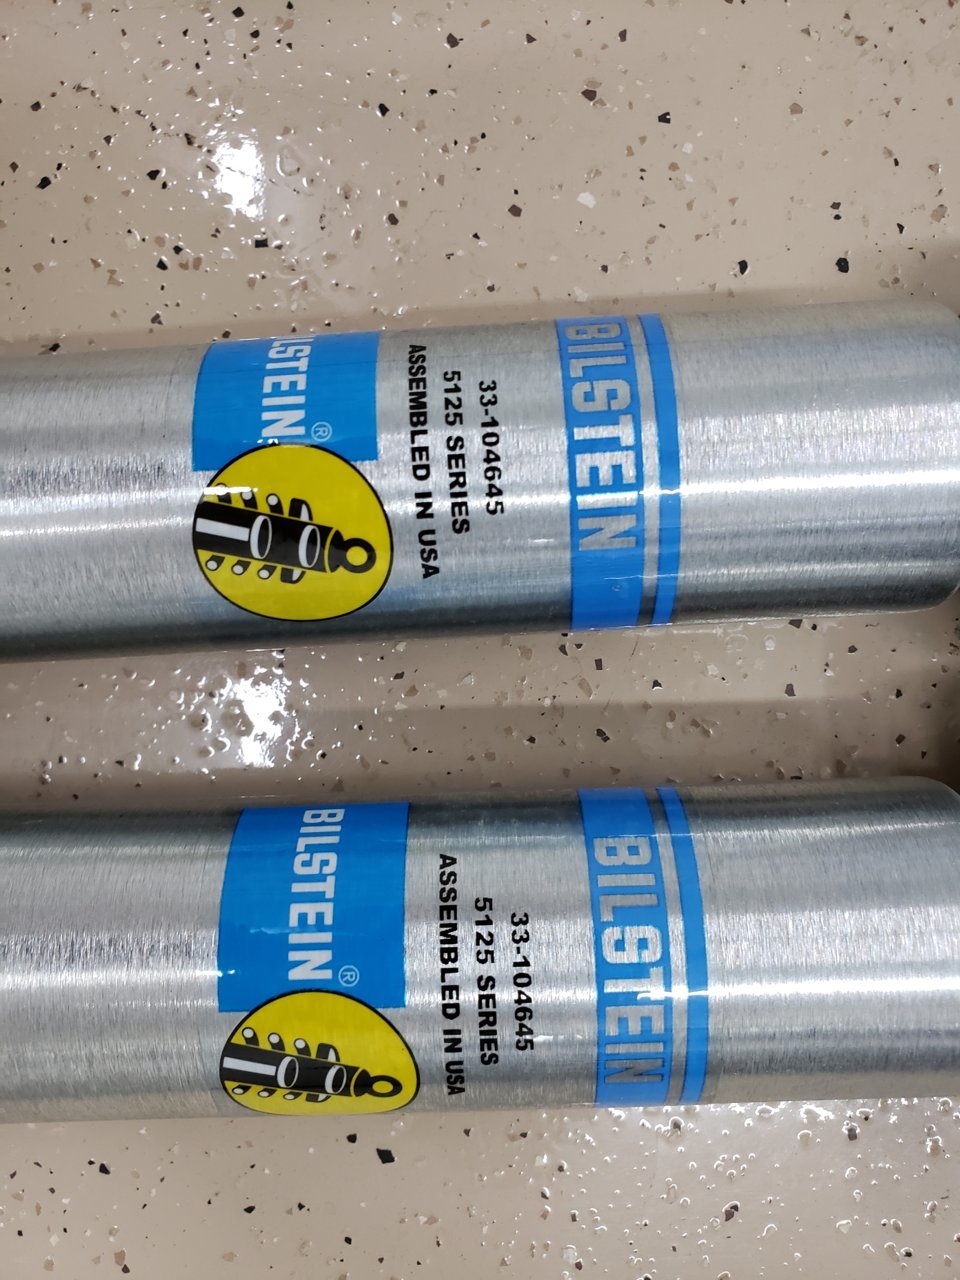 BILSTEIN
33-104645
5125 SERIES
ASSEMBLED IN USA
BILSTEIN®
BILSTEIN
33-104645
5125 SERIES
ASSEMBLED IN USA
BILSTEIN®